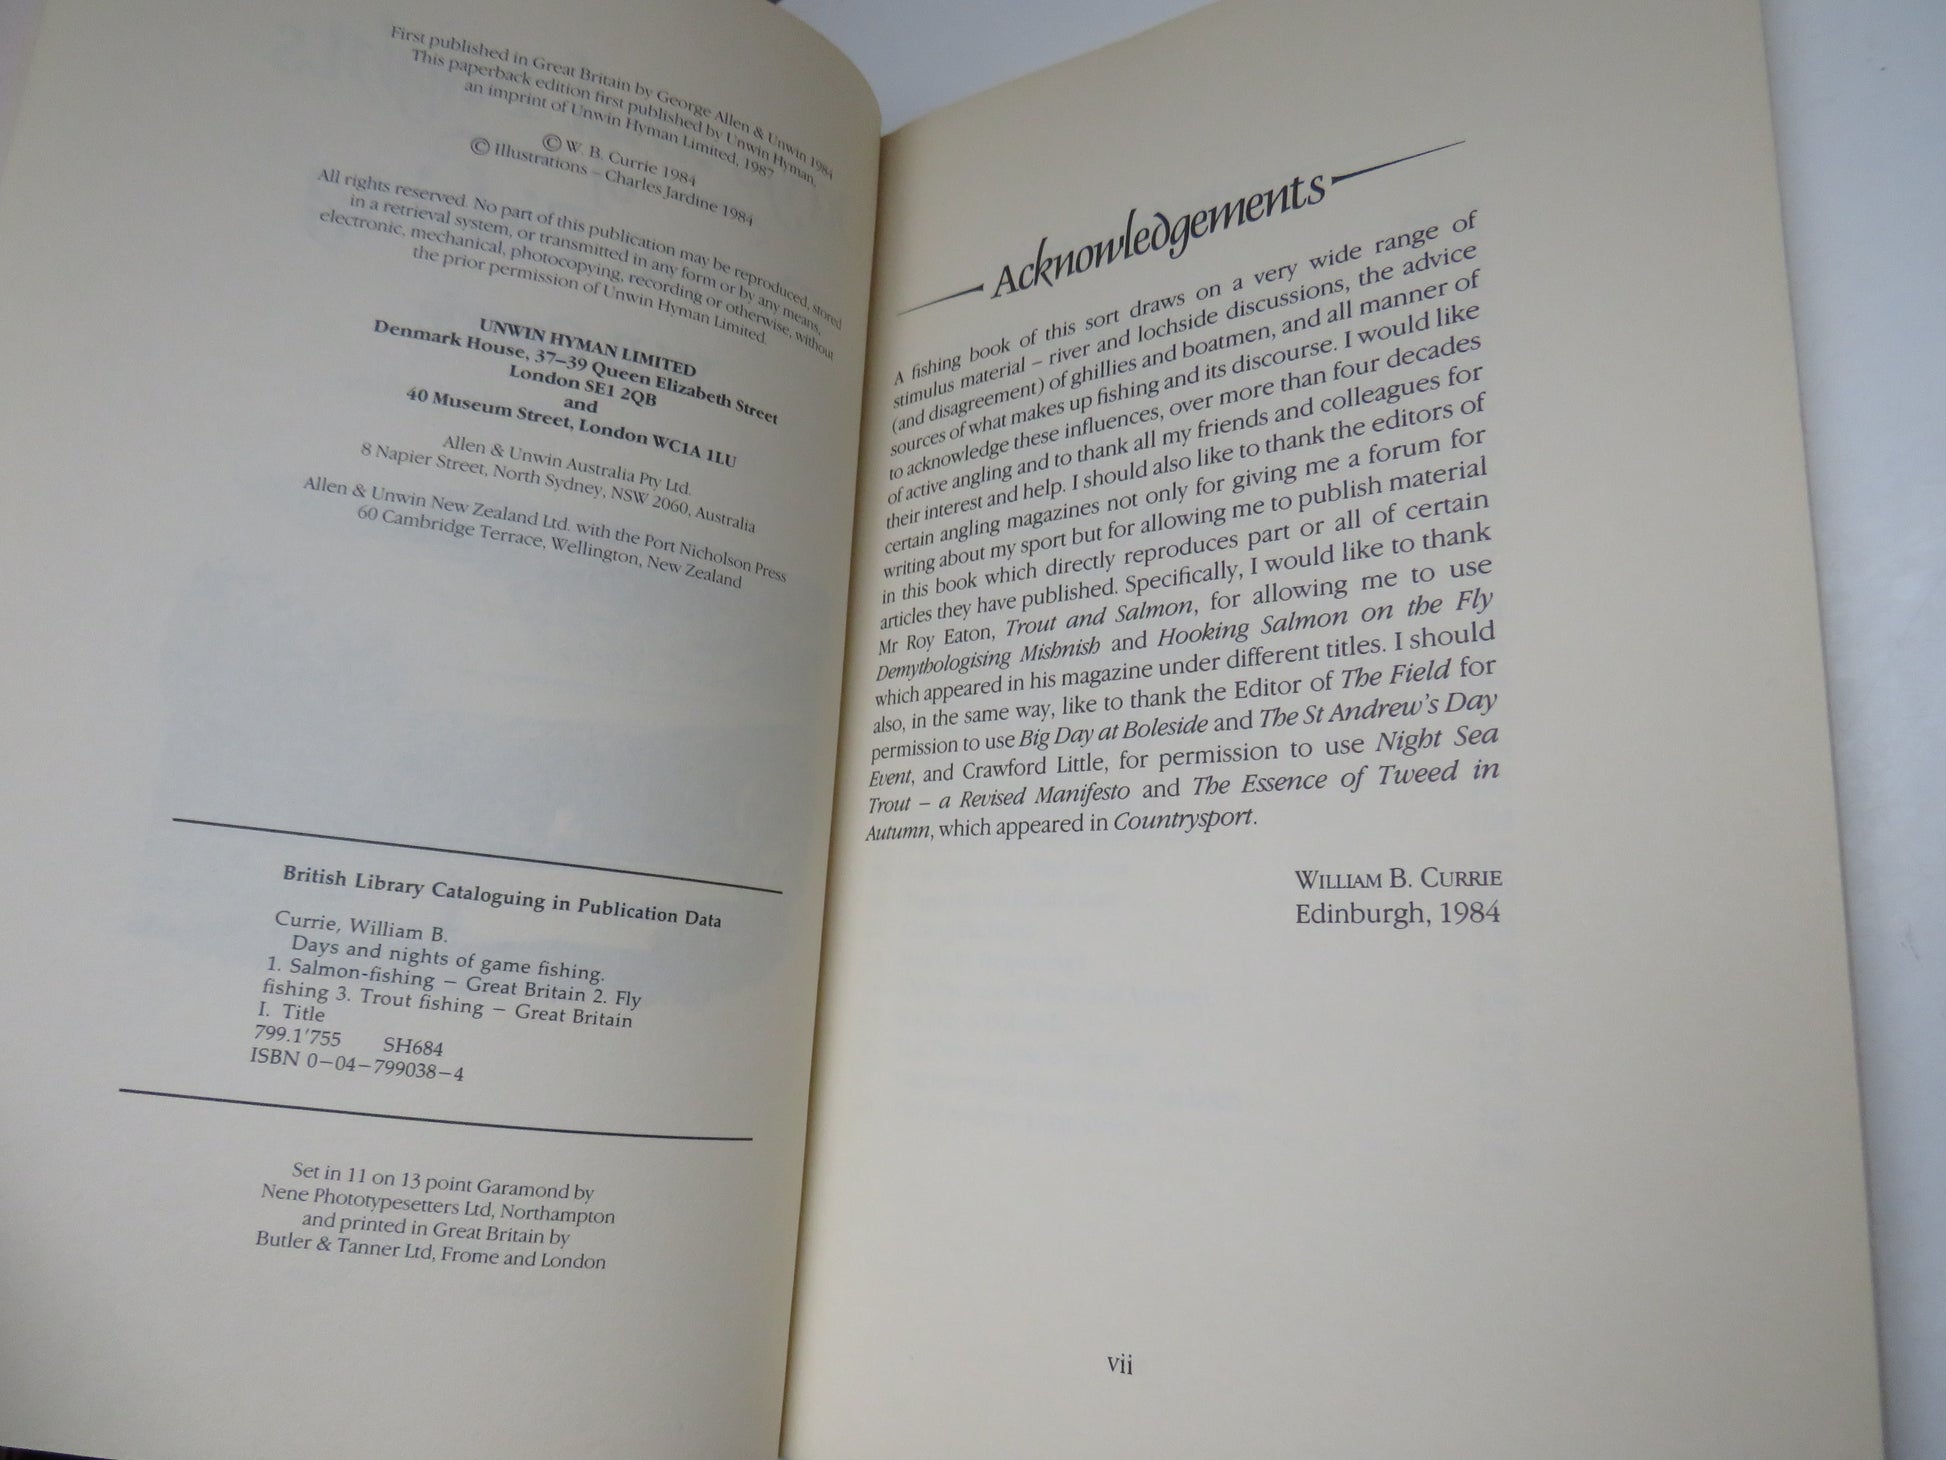 First published in Great Britain by George Allen & Unwin 1984
This paperback edition first published by Unwin Hyman,
an imprint of Unwin Hyman Limited, 1987
© W. B. Currie 1984
© Illustrations – Charles Jardine 1984
All rights reserved. No part of this publication may be reproduced, stored
in a retrieval system, or transmitted in any form or by any means,
electronic, mechanical, photocopying, recording or otherwise, without
the prior permission of Unwin Hyman Limited.
UNWIN HYMAN LIMITED
Denmark House, 37–39 Queen Elizabeth Street
London SE1 2QB
and
40 Museum Street, London WC1A 1LU
Allen & Unwin Australia Pty Ltd.
8 Napier Street, North Sydney, NSW 2060, Australia
Allen & Unwin New Zealand Ltd. with the Port Nicholson Press
60 Cambridge Terrace, Wellington, New Zealand
British Library Cataloguing in Publication Data
Currie, William B.
Days and nights of game fishing.
1. Salmon-fishing – Great Britain 2. Fly
fishing 3. Trout fishing – Great Britain
I. Title
799.1'755 SH684
ISBN 0–04–799038–4
Set in 11 on 13 point Garamond by
Nene Phototypesetters Ltd, Northampton
and printed in Great Britain by
Butler & Tanner Ltd, Frome and London
Acknowledgements
A fishing book of this sort draws on a very wide range of
stimulus material – river and lochside discussions, the advice
(and disagreement) of ghillies and boatmen, and all manner of
sources of what makes up fishing and its discourse. I would like
to acknowledge these influences, over more than four decades
of active angling and to thank all my friends and colleagues for
their interest and help. I should also like to thank the editors of
certain angling magazines not only for giving me a forum for
writing about my sport but for allowing me to publish material
in this book which directly reproduces part or all of certain
articles they have published. Specifically, I would like to thank
Mr Roy Eaton, Trout and Salmon, for allowing me to use
Demythologising Mishnish and Hooking Salmon on the Fly
which appeared in his magazine under different titles. I should
also, in the same way, like to thank the Editor of The Field for
permission to use Big Day at Boleside and The St Andrew's Day
Event, and Crawford Little, for permission to use Night Sea
Trout – a Revised Manifesto and The Essence of Tweed in
Autumn, which appeared in Countrysport.
WILLIAM B. CURRIE
Edinburgh, 1984
vii